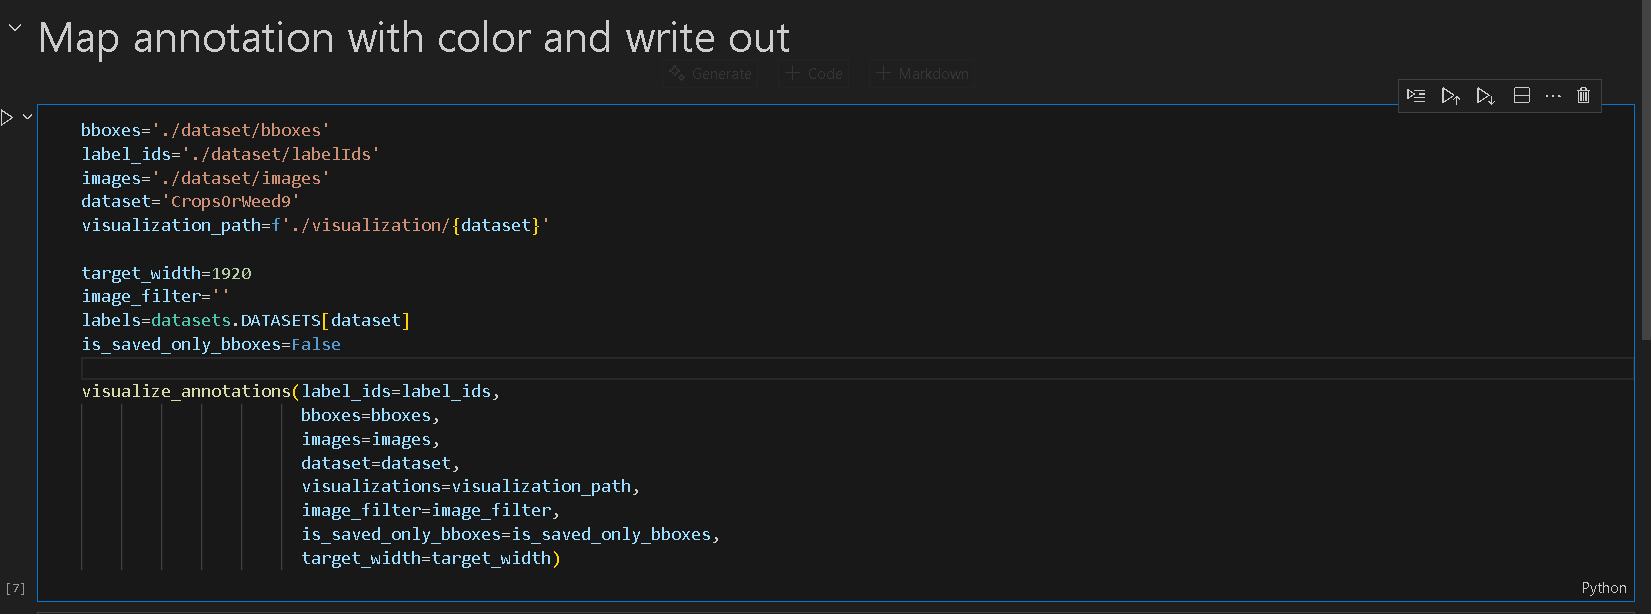 Map annotation with color and write out
Generate + Code + Markdown
bboxes='./dataset/bboxes'
label_ids='./dataset/labelIds'
images='./dataset/images'
dataset='CropsOrWeed9'
visualization_path=f'./visualization/{dataset}'
target_width=1920
image_filter=''
labels=datasets.DATASETS[dataset]
is_saved_only_bboxes=False
visualize_annotations(label_ids=label_ids,
bboxes=bboxes,
images=images,
dataset=dataset,
visualizations=visualization_path,
image_filter=image_filter,
is_saved_only_bboxes=is_saved_only_bboxes,
target_width=target_width)
[7]
Python